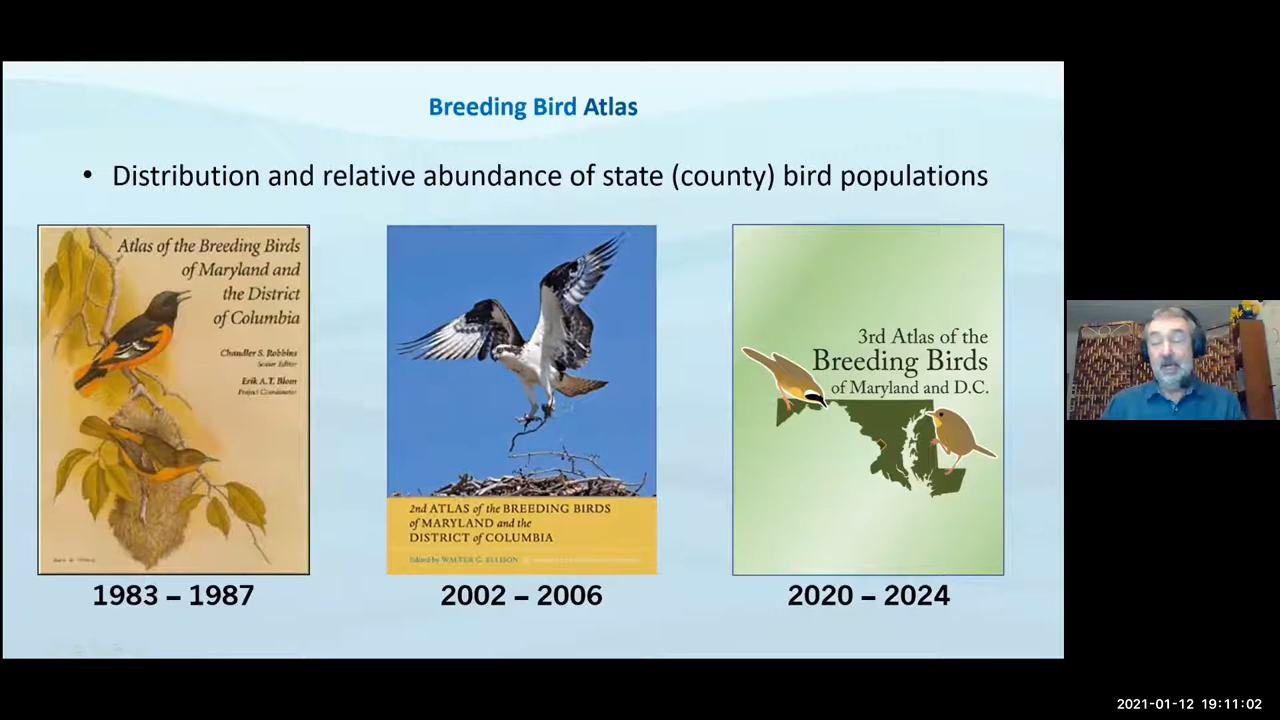 Breeding Bird Atlas
• Distribution and relative abundance of state (county) bird populations
Atlas of the Breeding Birds
of Maryland and
the District
of Columbia
Chandler S. Robbins
Senior Editor
Erik A.T. Blom
Project Coordinator
2nd ATLAS of the BREEDING BIRDS
of MARYLAND and the
DISTRICT of COLUMBIA
Edited by WALTER G. ELLISON
3rd Atlas of the
Breeding Birds
of Maryland and D.C.
1983 – 1987
2002 – 2006
2020 – 2024
2021-01-12 19:11:02